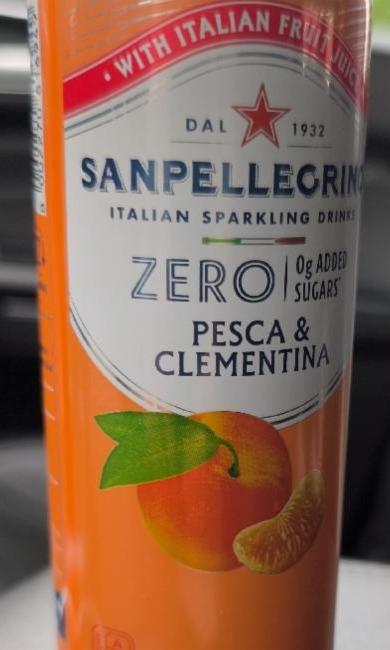 • WITH ITALIAN FRUIT JUICE
DAL 1932
SANPELLEGRINO
ITALIAN SPARKLING DRINKS
ZERO
0g ADDED
SUGARS*
PESCA &
CLEMENTINA